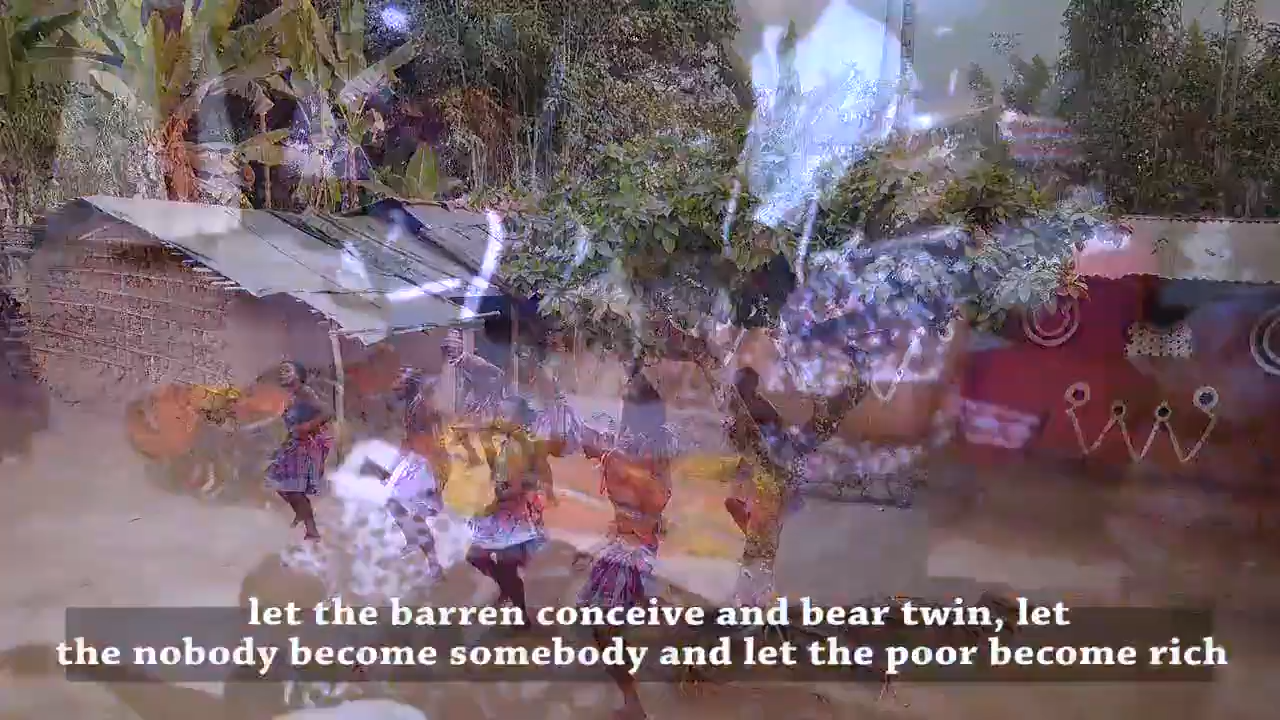 let the barren conceive and bear twin, let
the nobody become somebody and let the poor become rich